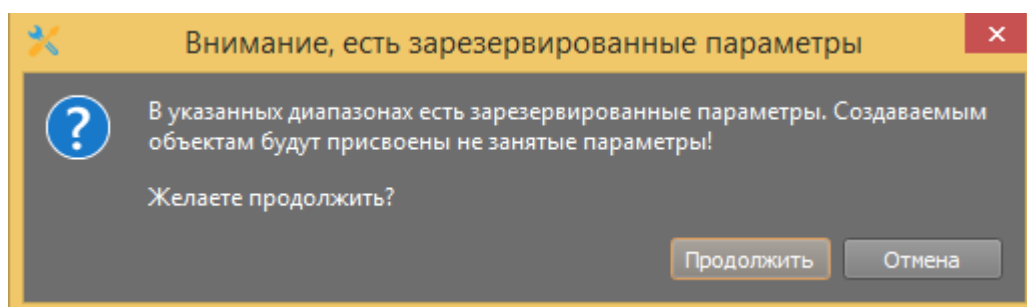 Внимание, есть зарезервированные параметры
В указанных диапазонах есть зарезервированные параметры. Создаваемым
объектам будут присвоены не занятые параметры!
Желаете продолжить?
Продолжить Отмена